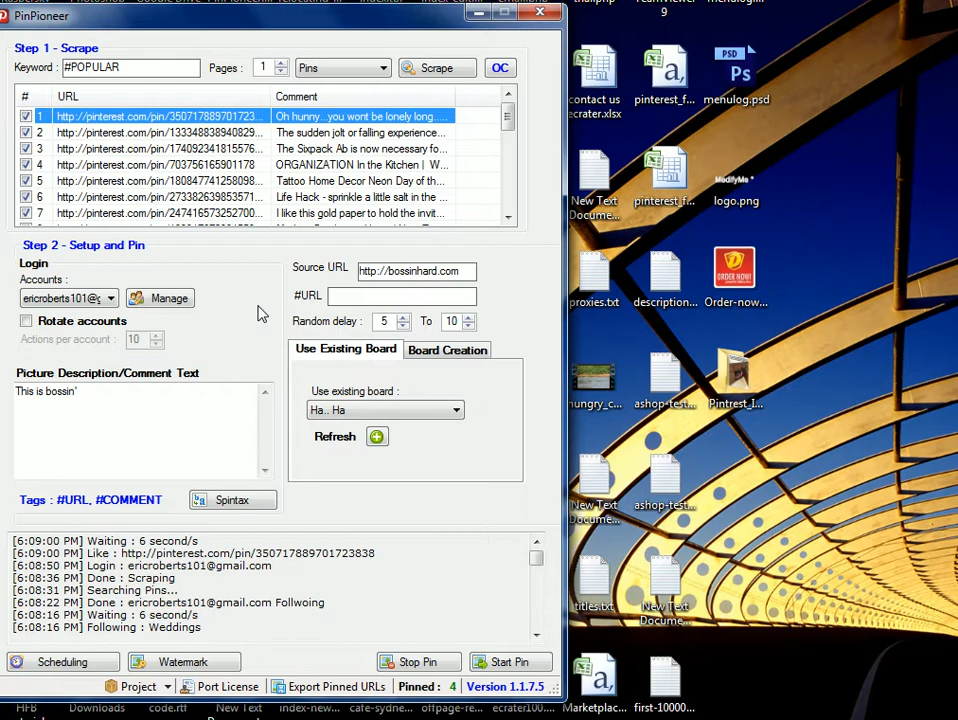 PinPioneer
Step 1 - Scrape
Keyword : #POPULAR Pages : 1 Pins Scrape OC
# URL Comment
1 http://pinterest.com/pin/350717889701723... Oh hunny...you wont be lonely long.....
2 http://pinterest.com/pin/133348838940829... The sudden jolt or falling experience...
3 http://pinterest.com/pin/174092241815576... The Sixpack Ab is now necessary fo...
4 http://pinterest.com/pin/703756165901178 ORGANIZATION In the Kitchen | W...
5 http://pinterest.com/pin/180847741258098... Tattoo Home Decor Neon Day of th...
6 http://pinterest.com/pin/273382639853571... Life Hack - sprinkle a little salt in the ...
7 http://pinterest.com/pin/247416573252700... I like this gold paper to hold the invit...
Step 2 - Setup and Pin
Login
Accounts :
ericroberts101@g Manage
Rotate accounts
Actions per account : 10
Source URL http://bossinhard.com
#URL
Random delay : 5 To 10
Use Existing Board Board Creation
Use existing board :
Ha.. Ha
Refresh
Picture Description/Comment Text
This is bossin'
Tags : #URL, #COMMENT Spintax
[6:09:00 PM] Waiting : 6 second/s
[6:09:00 PM] Like : http://pinterest.com/pin/350717889701723838
[6:08:50 PM] Login : ericroberts101@gmail.com
[6:08:36 PM] Done : Scraping
[6:08:31 PM] Searching Pins...
[6:08:22 PM] Done : ericroberts101@gmail.com Follwoing
[6:08:16 PM] Waiting : 6 second/s
[6:08:16 PM] Following : Weddings
Scheduling Watermark Stop Pin Start Pin
Project Port License Export Pinned URLs Pinned : 4 Version 1.1.7.5
HFB Downloads code.rtf New Text index-new... cafe-sydne... offpage-re... ecrater100...
9
contact us ecrater.xlsx
pinterest_f...
PSD
Ps
menulog.psd
New Text Docume...
pinterest_f...
ModifyMe *
logo.png
proxies.txt
description...
ORDER NOW!
Order-now...
hungry_c...
ashop-test...
Pintrest_I...
New Text Docume...
ashop-test...
titles.txt
New Text Docume...
Marketplac...
first-10000...